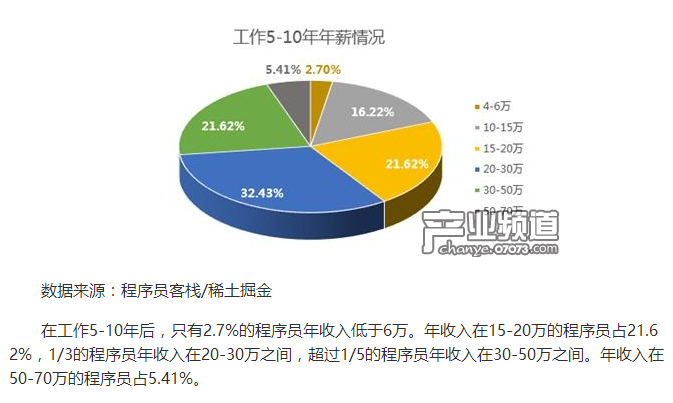 工作5-10年年薪情况
5.41%
2.70%
16.22%
21.62%
32.43%
21.62%
4-6万
10-15万
15-20万
20-30万
30-50万
50-70万
产业频道
chanye.07073.com
数据来源：程序员客栈/稀土掘金
在工作5-10年后，只有2.7%的程序员年收入低于6万。年收入在15-20万的程序员占21.6
2%，1/3的程序员年收入在20-30万之间，超过1/5的程序员年收入在30-50万之间。年收入在
50-70万的程序员占5.41%。